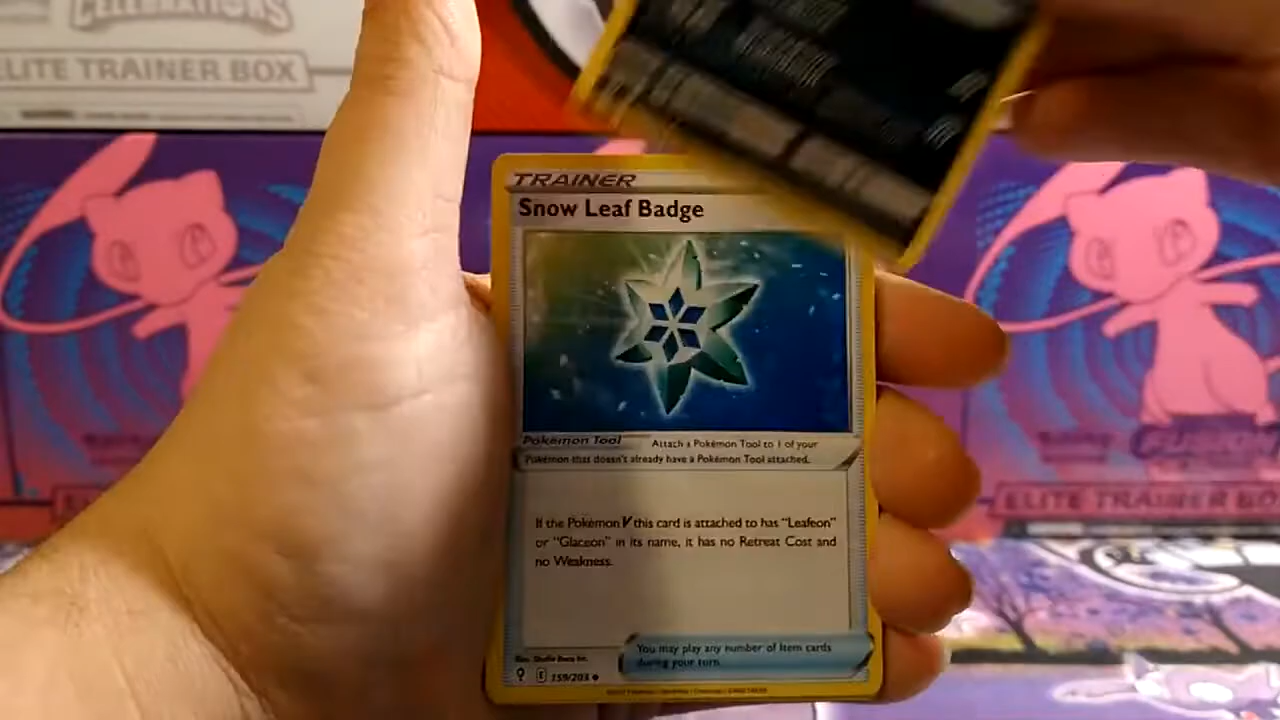 CELEBRATIONS
ELITE TRAINER BOX
TRAINER
Snow Leaf Badge
Pokémon Tool Attach a Pokémon Tool to 1 of your
Pokémon that doesn't already have a Pokémon Tool attached.
If the Pokémon V this card is attached to has "Leafeon"
or "Glaceon" in its name, it has no Retreat Cost and
no Weakness.
You may play any number of Item cards
during your turn.
E 159/203
ELITE TRAINER BO